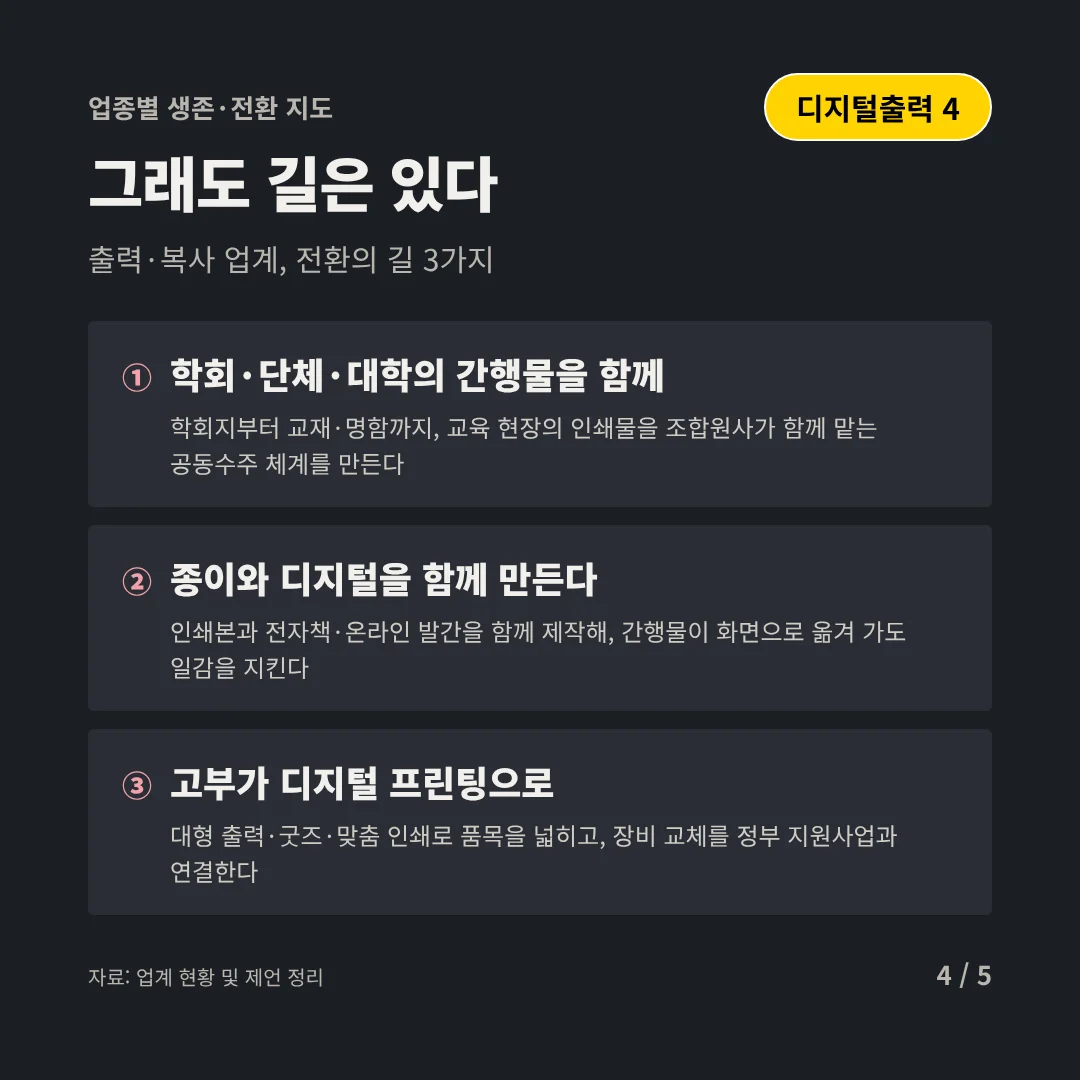 업종별 생존·전환 지도
디지털출력 4
그래도 길은 있다
출력·복사 업계, 전환의 길 3가지
① 학회·단체·대학의 간행물을 함께
학회지부터 교재·명함까지, 교육 현장의 인쇄물을 조합원사가 함께 맡는
공동수주 체계를 만든다
② 종이와 디지털을 함께 만든다
인쇄본과 전자책·온라인 발간을 함께 제작해, 간행물이 화면으로 옮겨 가도
일감을 지킨다
③ 고부가 디지털 프린팅으로
대형 출력·굿즈·맞춤 인쇄로 품목을 넓히고, 장비 교체를 정부 지원사업과
연결한다
자료: 업계 현황 및 제언 정리
4 / 5